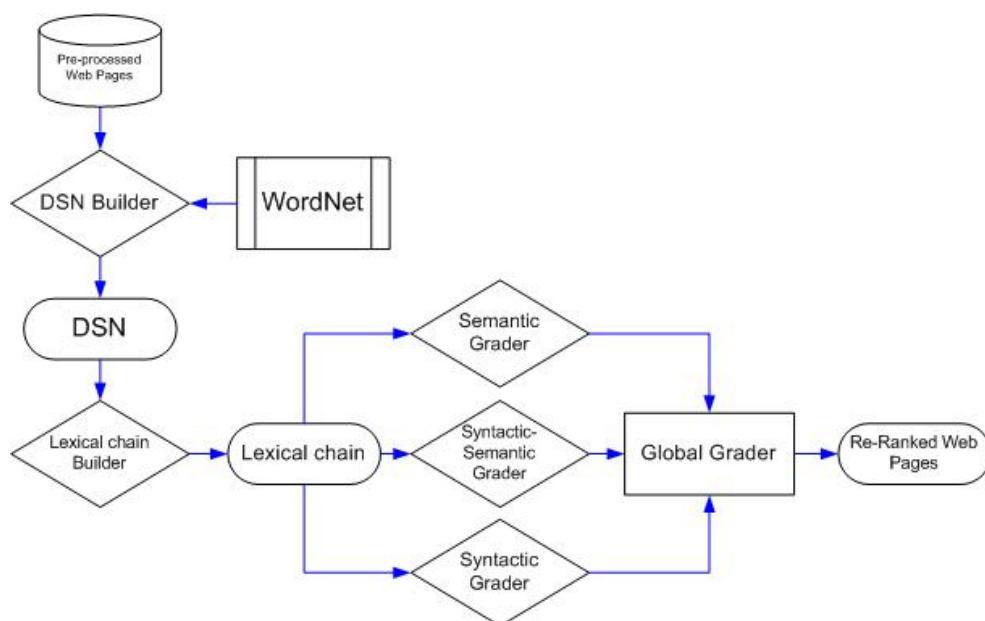 Pre-processed
Web Pages
DSN Builder
WordNet
DSN
Lexical chain
Builder
Lexical chain
Semantic
Grader
Syntactic-
Semantic
Grader
Syntactic
Grader
Global Grader
Re-Ranked Web
Pages